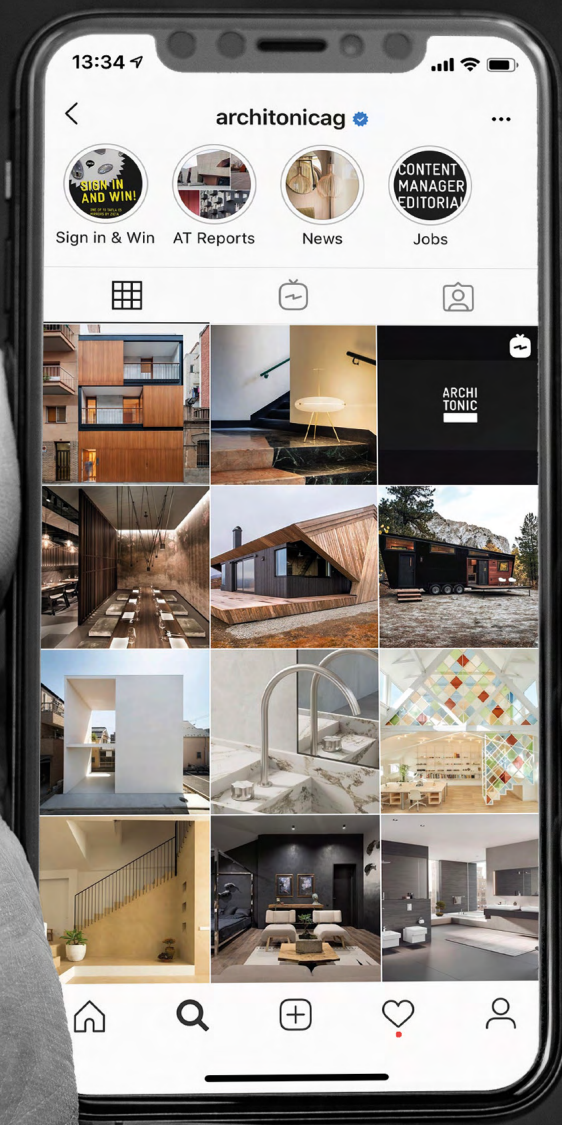 13:34
architonicag
SIGN IN
AND WIN!
CONTENT
MANAGER
EDITORIAL
Sign in & Win
AT Reports
News
Jobs
ARCHI
TONIC